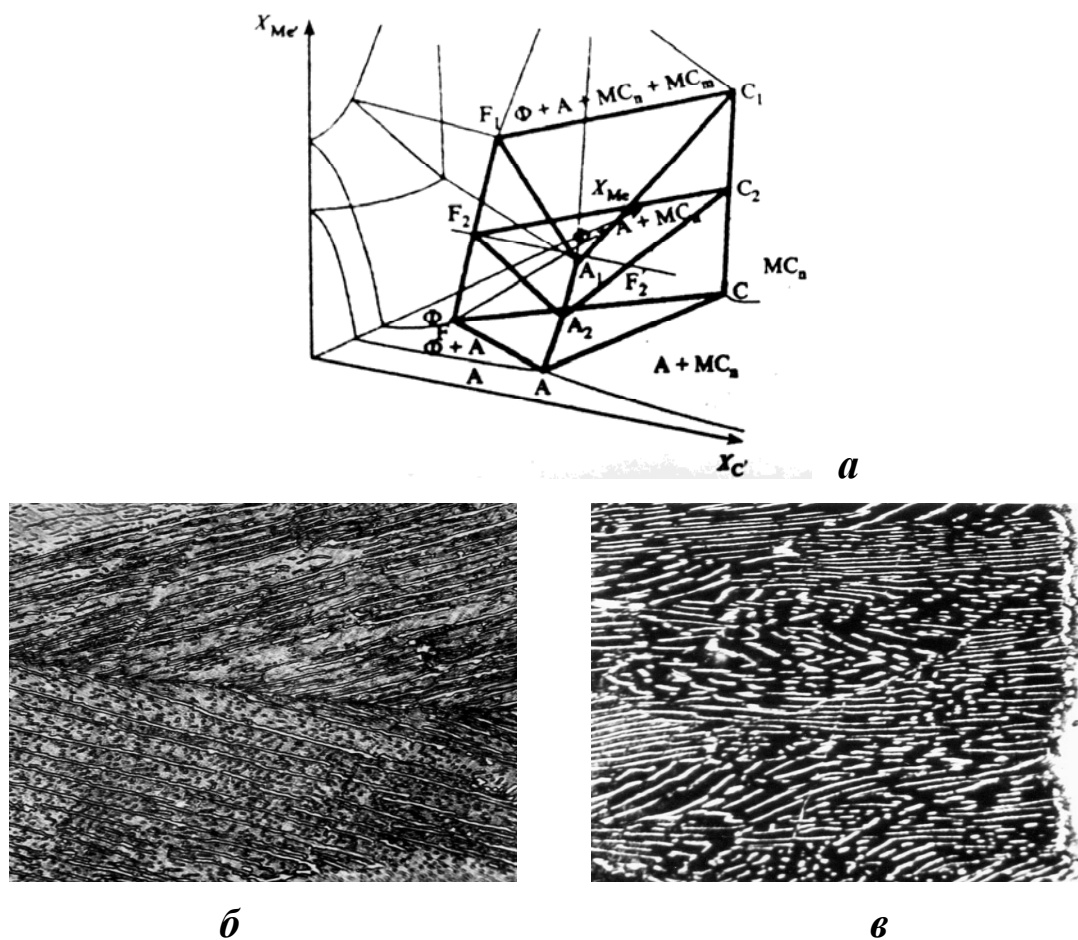 X_Me'
Ф + А + MC_n + MC_m
C_1
F_1
X_Me
C_2
F_2
A_1
F_2'
MC_n
C
Ф
F
A_2
Ф + А
A + MC_n
А
A
X_C'
а
б
в